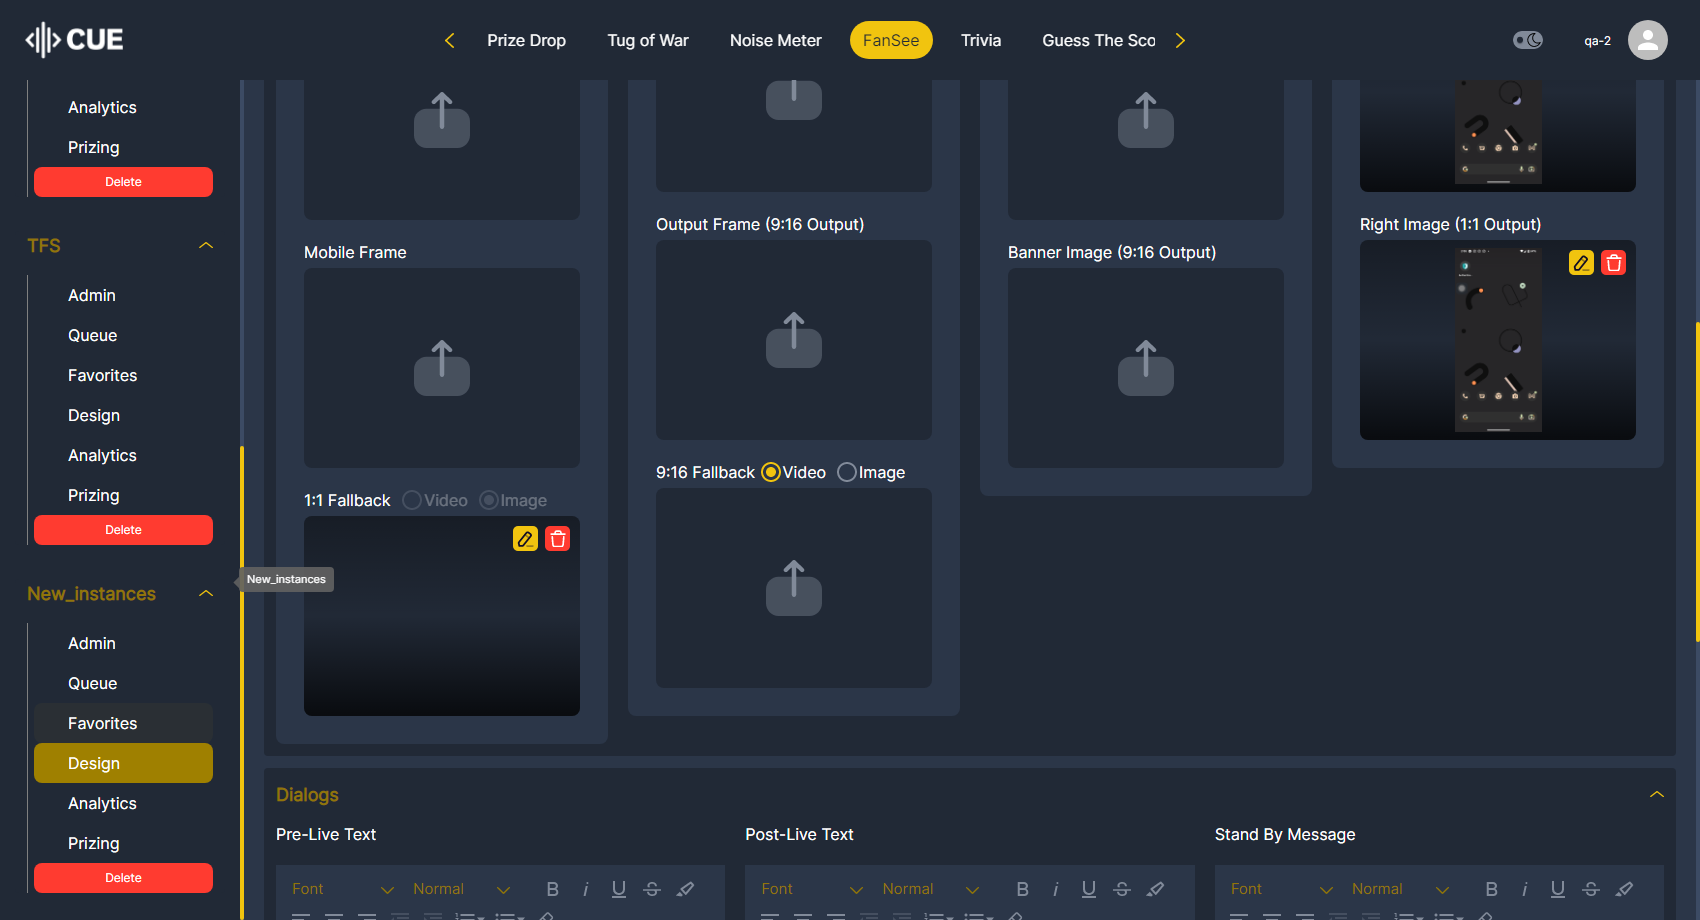 CUE
Prize Drop
Tug of War
Noise Meter
FanSee
Trivia
Guess The Sco
qa-2
Analytics
Prizing
Delete
TFS
Admin
Queue
Favorites
Design
Analytics
Prizing
Delete
New_instances
New_instances
Admin
Queue
Favorites
Design
Analytics
Prizing
Delete
Mobile Frame
1:1 Fallback Video Image
Output Frame (9:16 Output)
9:16 Fallback Video Image
Banner Image (9:16 Output)
Right Image (1:1 Output)
Dialogs
Pre-Live Text
Font Normal B i U S
Post-Live Text
Font Normal B i U S
Stand By Message
Font Normal B i U S